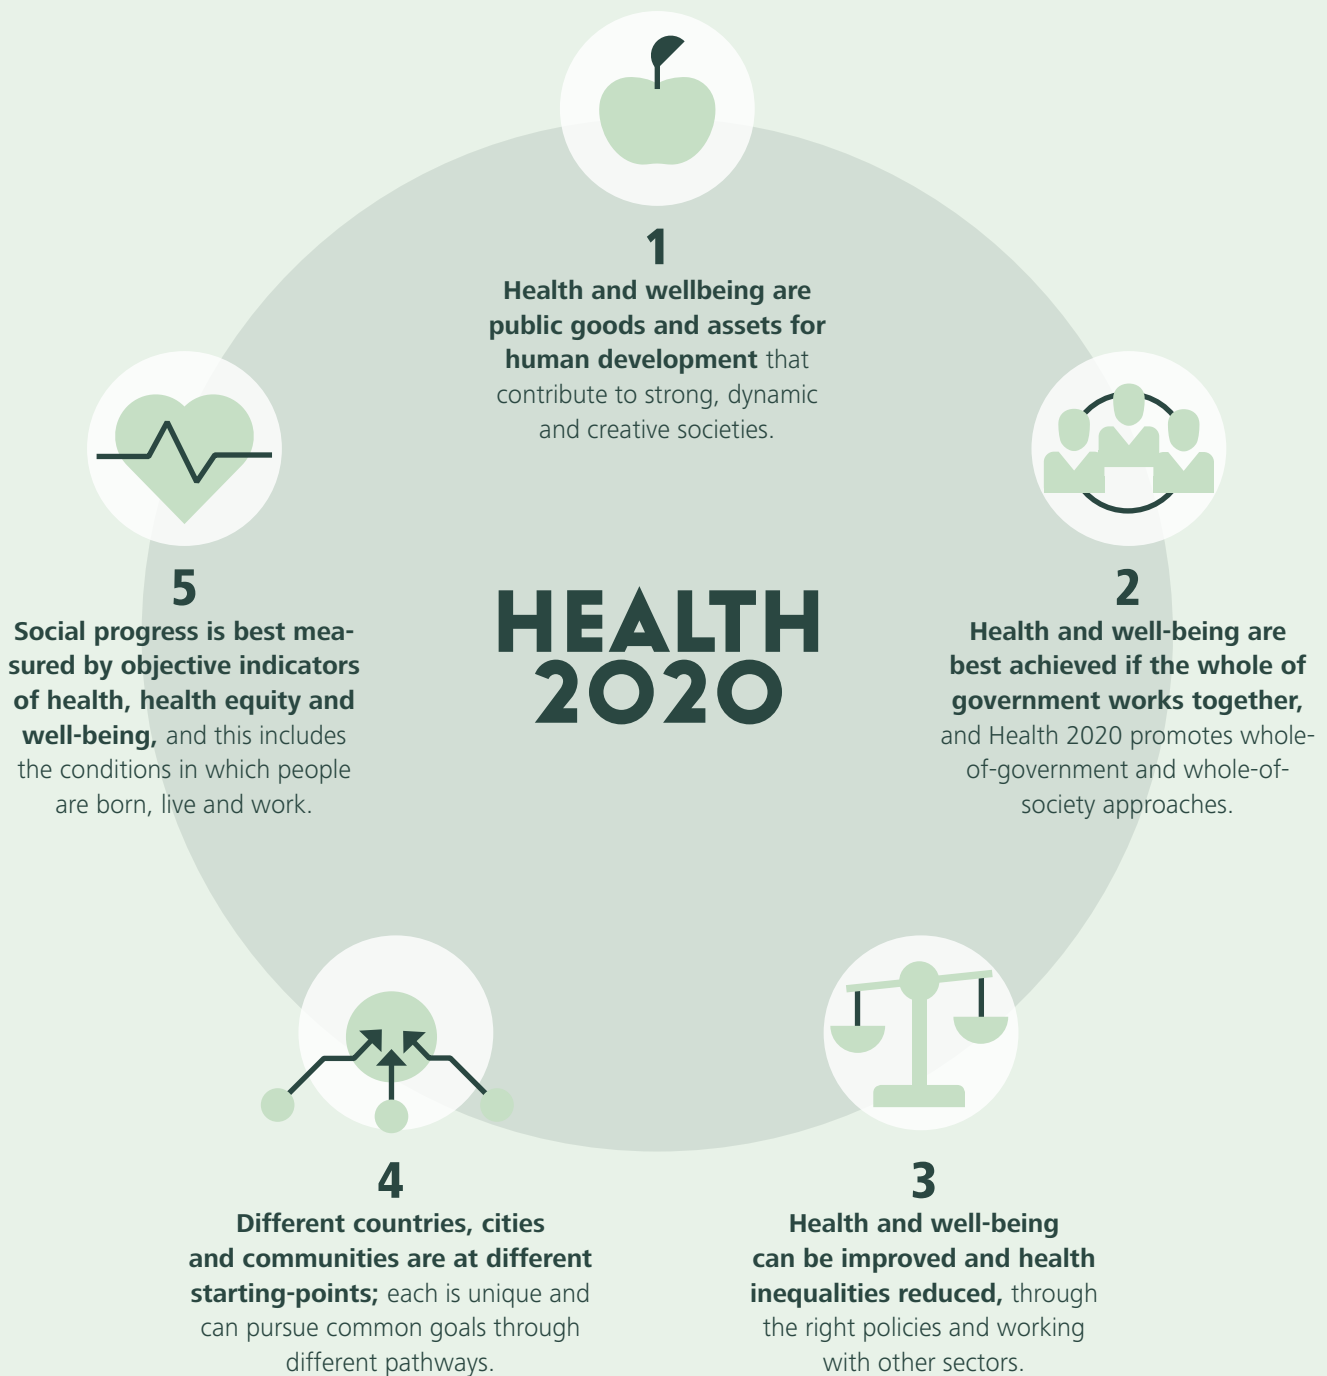 1
Health and wellbeing are
public goods and assets for
human development that
contribute to strong, dynamic
and creative societies.
HEALTH
2020
2
Health and well-being are
best achieved if the whole of
government works together,
and Health 2020 promotes whole-
of-government and whole-of-
society approaches.
3
Health and well-being
can be improved and health
inequalities reduced, through
the right policies and working
with other sectors.
4
Different countries, cities
and communities are at different
starting-points; each is unique and
can pursue common goals through
different pathways.
5
Social progress is best mea-
sured by objective indicators
of health, health equity and
well-being, and this includes
the conditions in which people
are born, live and work.